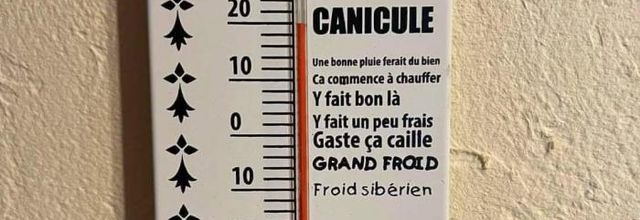 20
CANICULE
Une bonne pluie ferait du bien
10
Ca commence à chauffer
Y fait bon là
0
Y fait un peu frais
Gaste ça caille
GRAND FROID
10
Froid sibérien